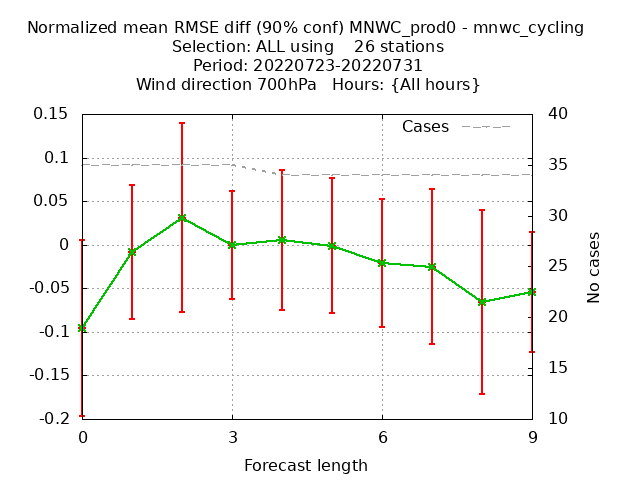 Normalized mean RMSE diff (90% conf) MNWC_prod0 - mnwc_cycling
Selection: ALL using    26 stations
Period: 20220723-20220731
Wind direction 700hPa   Hours: {All hours}
0.15
0.1
0.05
0
-0.05
-0.1
-0.15
-0.2
Cases
40
35
30
25
20
15
10
No cases
0 3 6 9
Forecast length